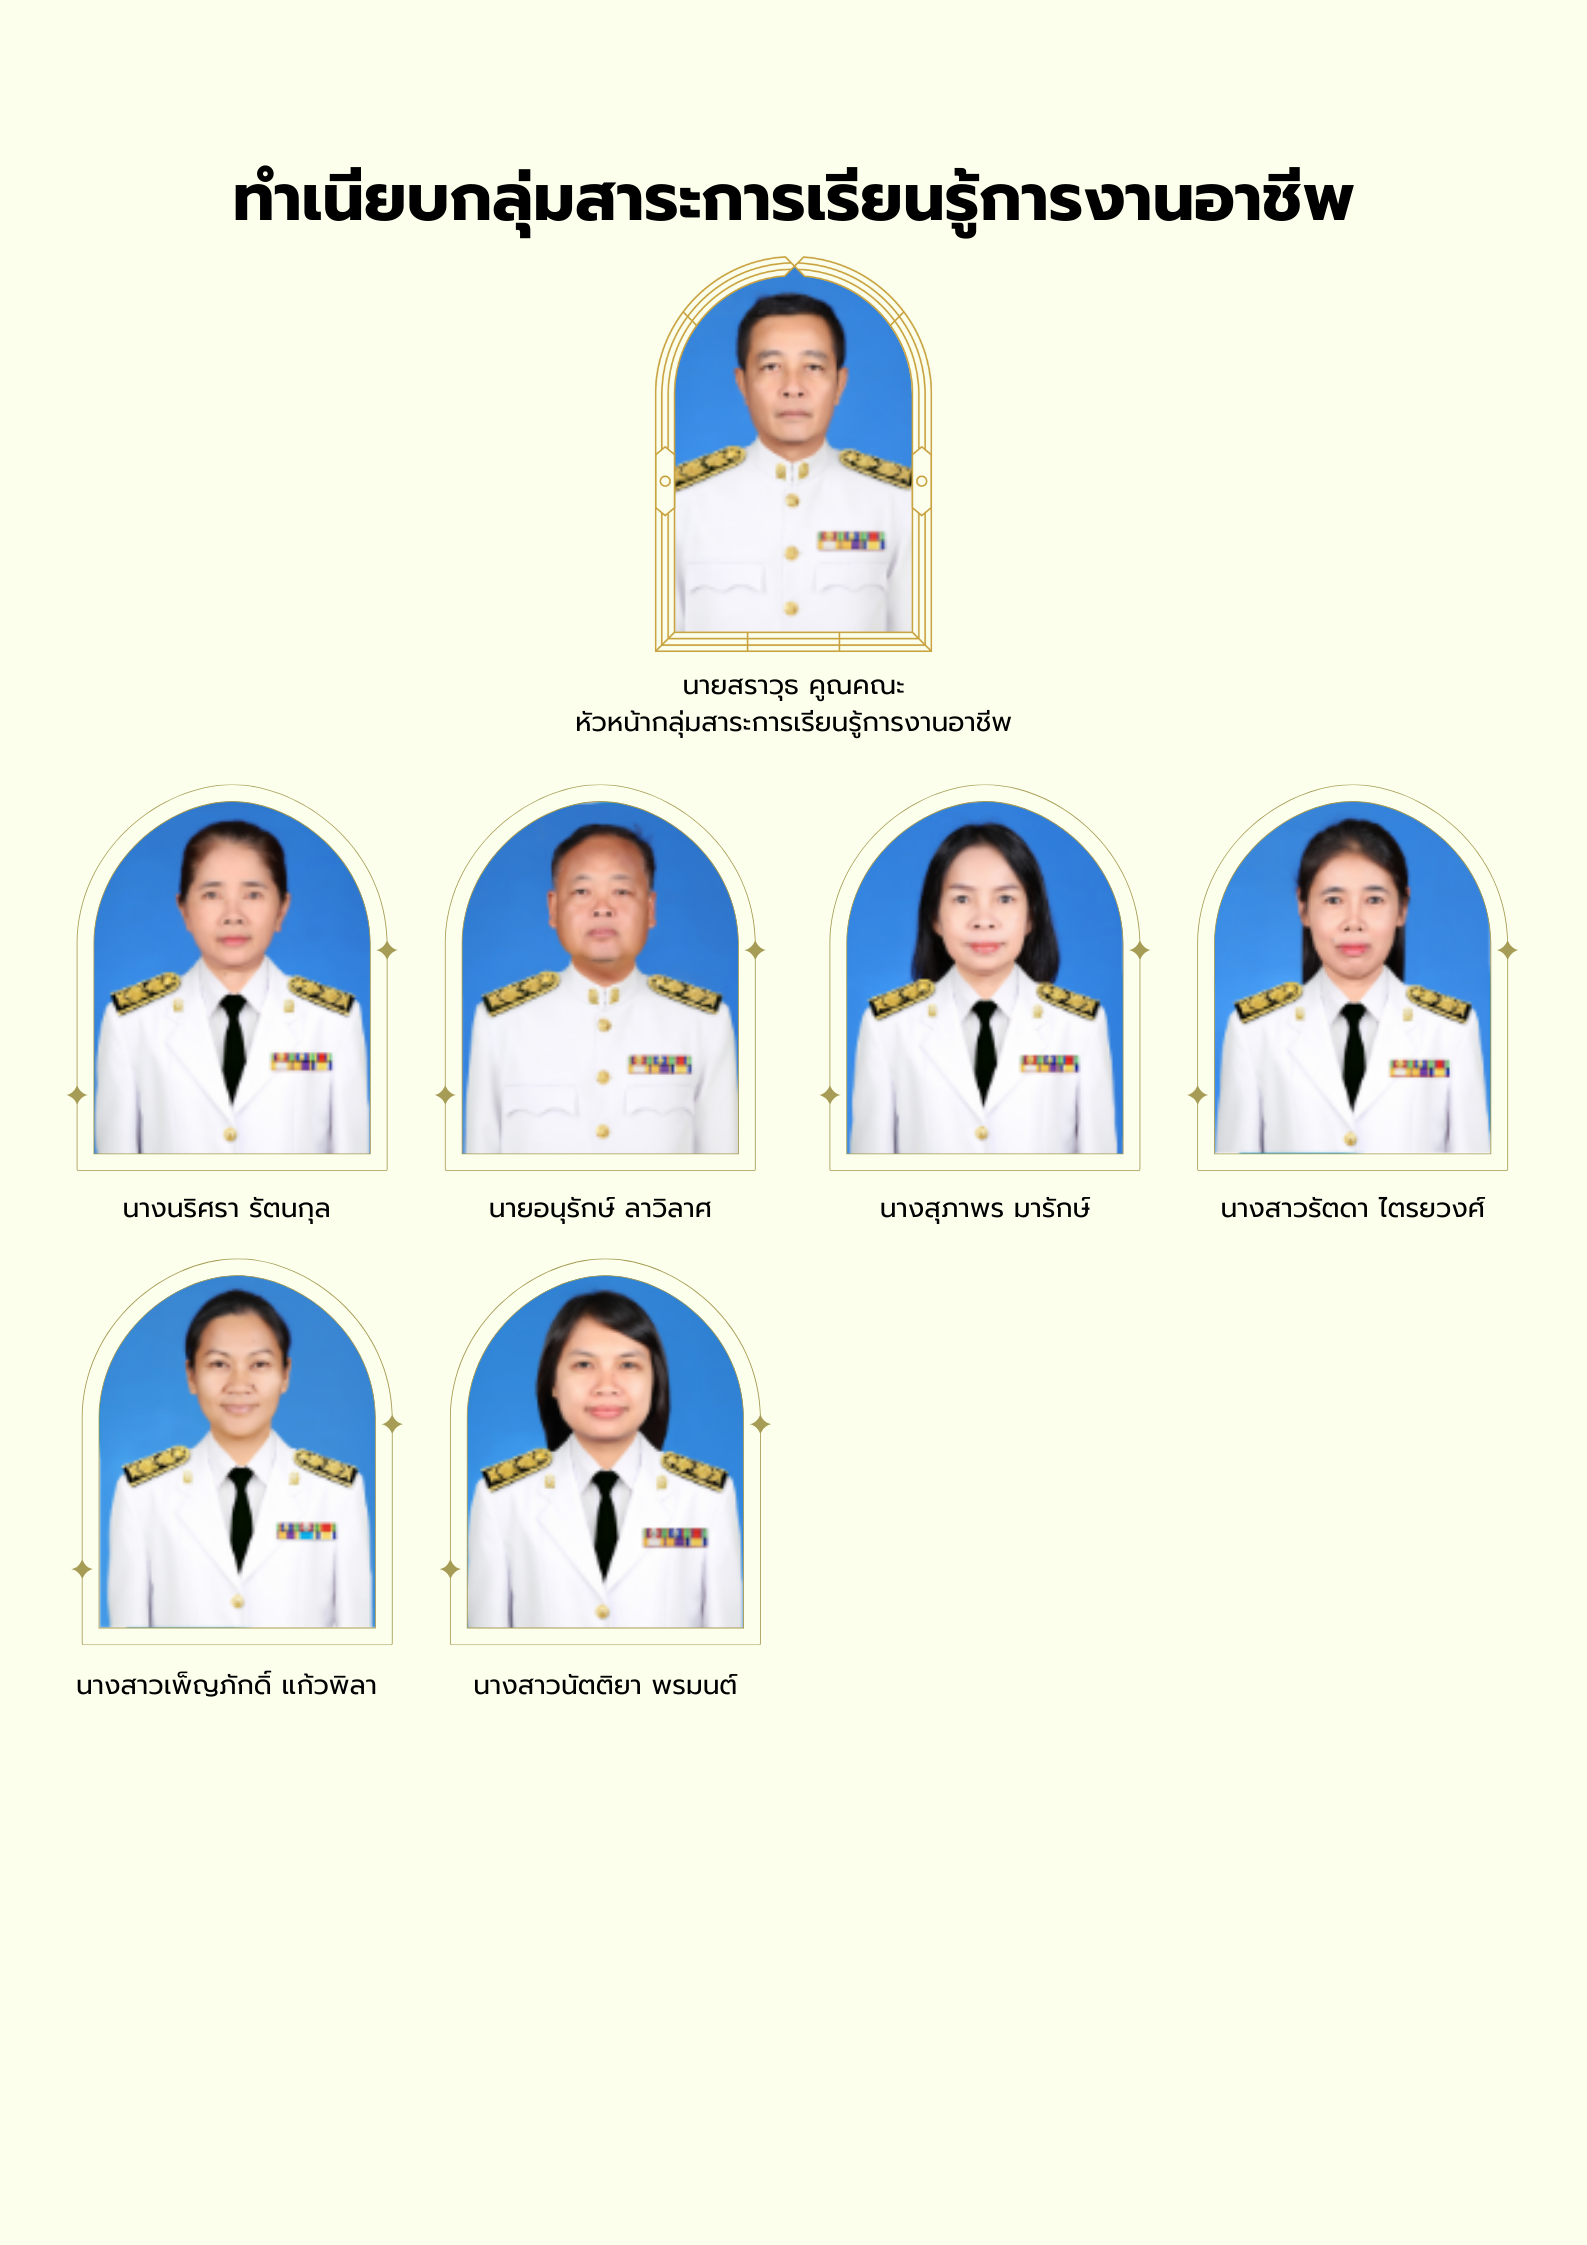 ทำเนียบกลุ่มสาระการเรียนรู้การงานอาชีพ
นายสราวุธ คูณคณะ
หัวหน้ากลุ่มสาระการเรียนรู้การงานอาชีพ
นางนริศรา รัตนกุล
นายอนุรักษ์ ลาวิลาศ
นางสุภาพร มารักษ์
นางสาวรัตดา ไตรยวงศ์
นางสาวเพ็ญภักดิ์ แก้วพิลา
นางสาวนัตติยา พรมนต์